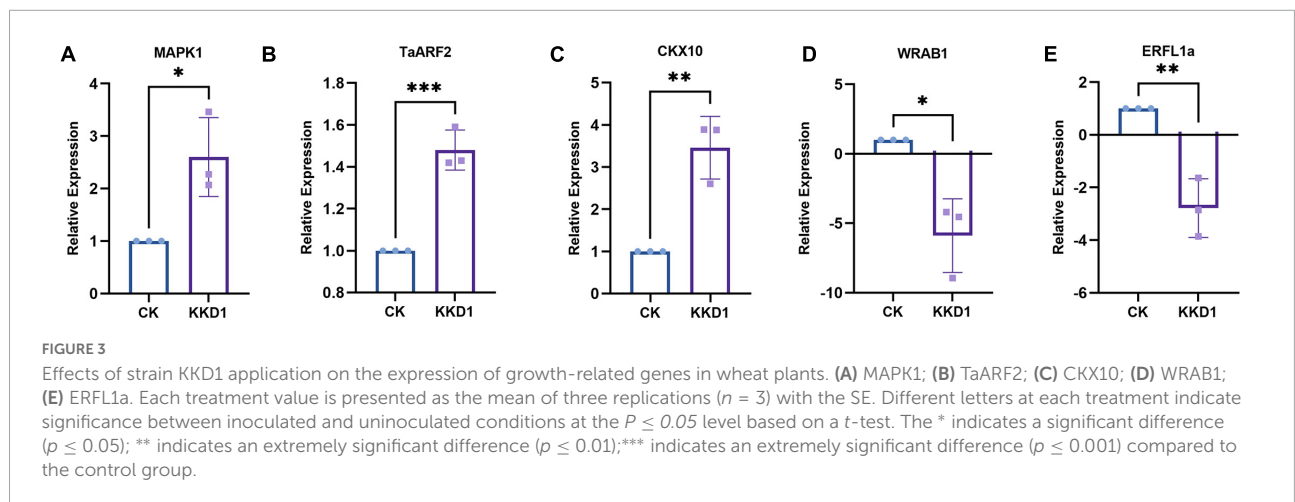 A MAPK1
*
Relative Expression
4
3
2
1
0
CK KKD1
B TaARF2
***
Relative Expression
1.8
1.6
1.4
1.2
1.0
0.8
CK KKD1
C CKX10
**
Relative Expression
5
4
3
2
1
0
CK KKD1
D WRAB1
*
Relative Expression
5
0
-5
-10
CK KKD1
E ERFL1a
**
Relative Expression
2
0
-2
-4
-6
CK KKD1
FIGURE 3
Effects of strain KKD1 application on the expression of growth-related genes in wheat plants. (A) MAPK1; (B) TaARF2; (C) CKX10; (D) WRAB1;
(E) ERFL1a. Each treatment value is presented as the mean of three replications (n = 3) with the SE. Different letters at each treatment indicate
significance between inoculated and uninoculated conditions at the P ≤ 0.05 level based on a t-test. The * indicates a significant difference
(p ≤ 0.05); ** indicates an extremely significant difference (p ≤ 0.01);*** indicates an extremely significant difference (p ≤ 0.001) compared to
the control group.